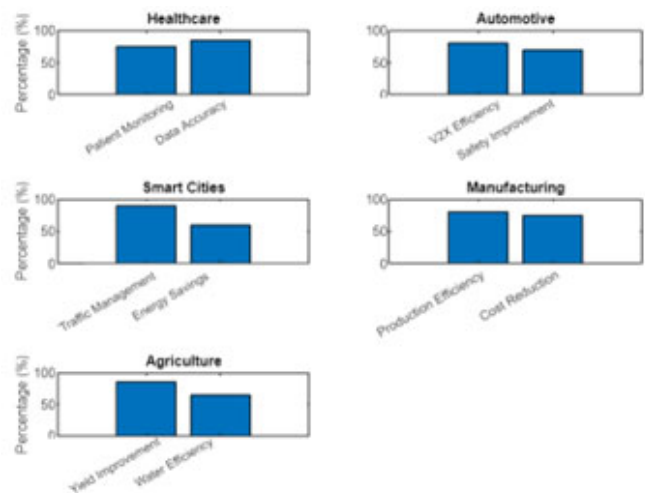 Healthcare
Percentage (%)
100
50
0
Patient Monitoring
Data Accuracy
Automotive
100
50
0
V2X Efficiency
Safety Improvement
Smart Cities
Percentage (%)
100
50
0
Traffic Management
Energy Savings
Manufacturing
100
50
0
Production Efficiency
Cost Reduction
Agriculture
Percentage (%)
100
50
0
Yield Improvement
Water Efficiency